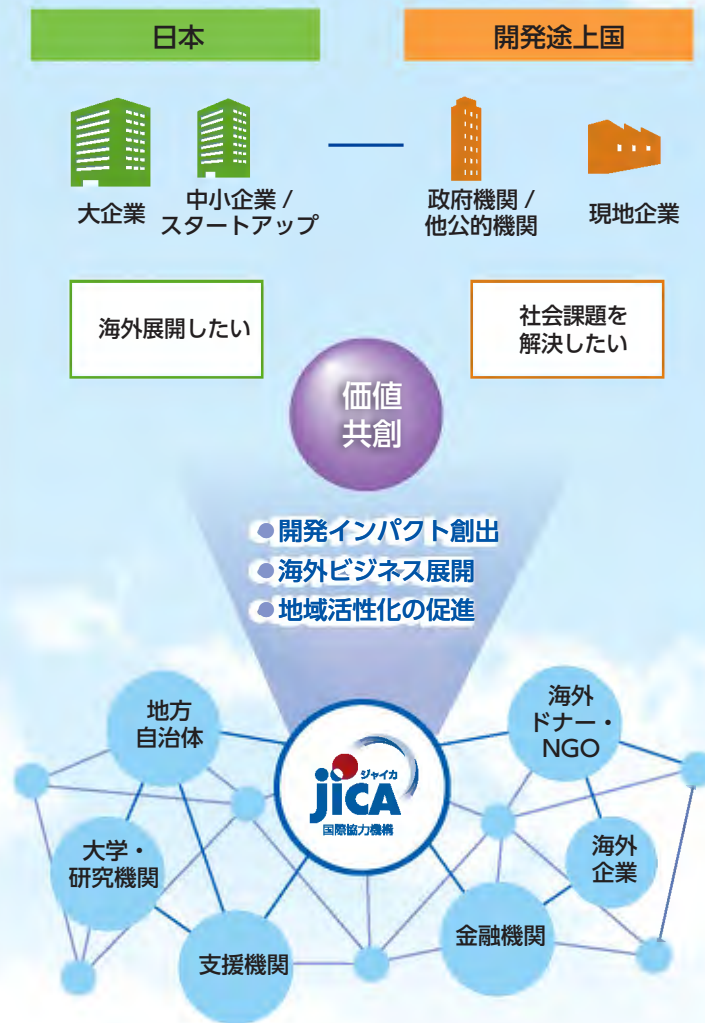 日本
開発途上国
大企業
中小企業 /
スタートアップ
政府機関 /
他公的機関
現地企業
海外展開したい
社会課題を
解決したい
価値
共創
●開発インパクト創出
●海外ビジネス展開
●地域活性化の促進
地方
自治体
海外
ドナー・
NGO
ジャイカ
JICA
国際協力機構
大学・
研究機関
海外
企業
支援機関
金融機関